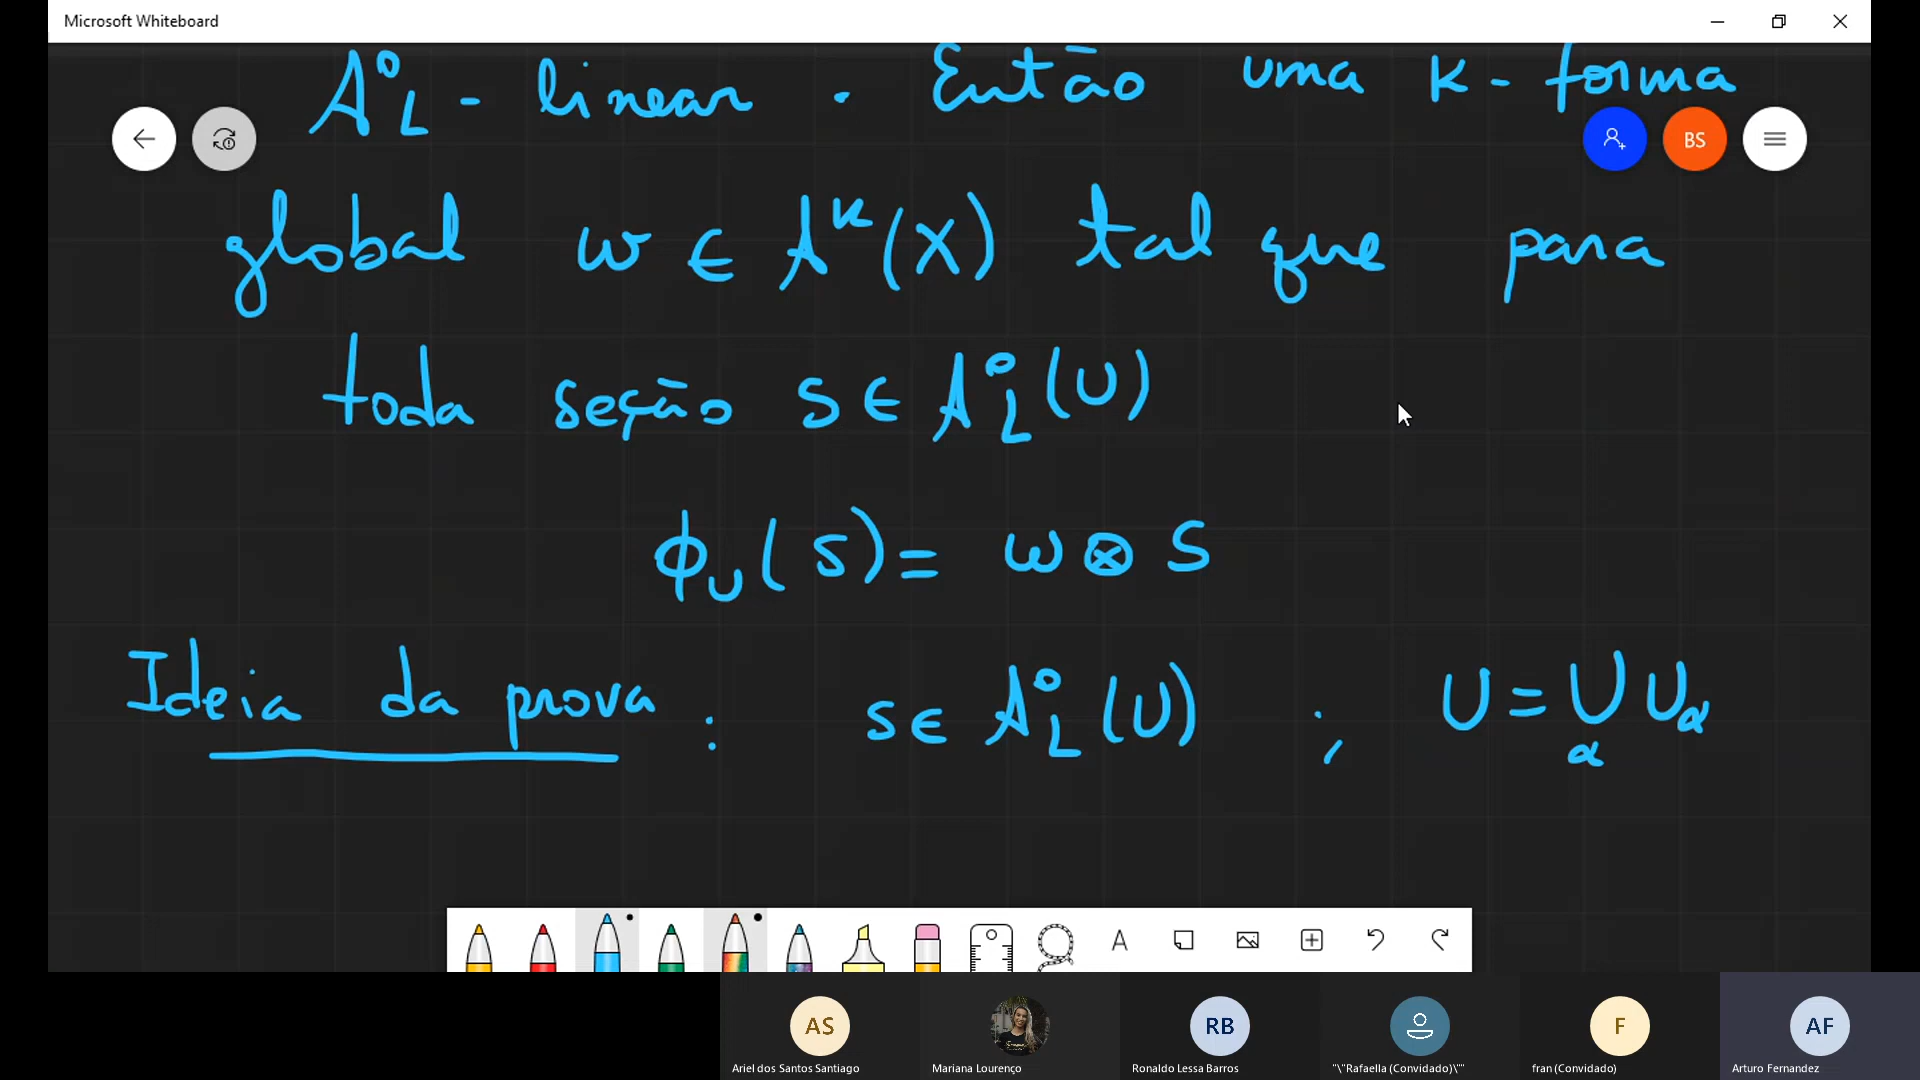 Microsoft Whiteboard
A⁰_L - linear . Então uma k - forma
BS
global w ∈ A^k(X) tal que para
toda seção s ∈ A⁰_L(U)
ϕ_U(s) = w ⊗ s
Ideia da prova : s ∈ A⁰_L(U) ; U = ∪_α U_α
A
AS
RB
F
AF
Ariel dos Santos Santiago
Mariana Lourenço
Ronaldo Lessa Barros
"\"Rafaella (Convidado)\""
fran (Convidado)
Arturo Fernandez